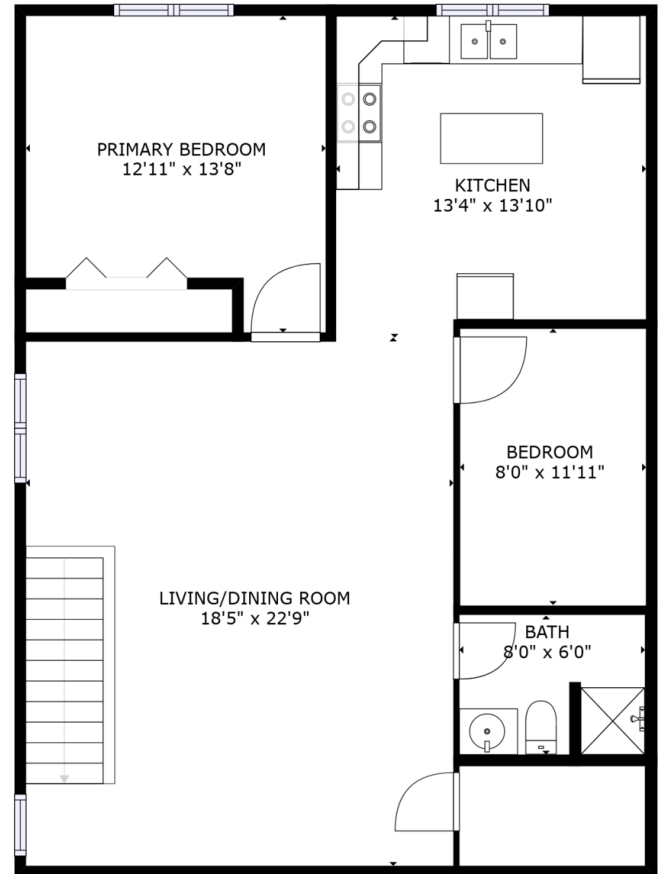 PRIMARY BEDROOM
12'11" x 13'8"
KITCHEN
13'4" x 13'10"
BEDROOM
8'0" x 11'11"
LIVING/DINING ROOM
18'5" x 22'9"
BATH
8'0" x 6'0"